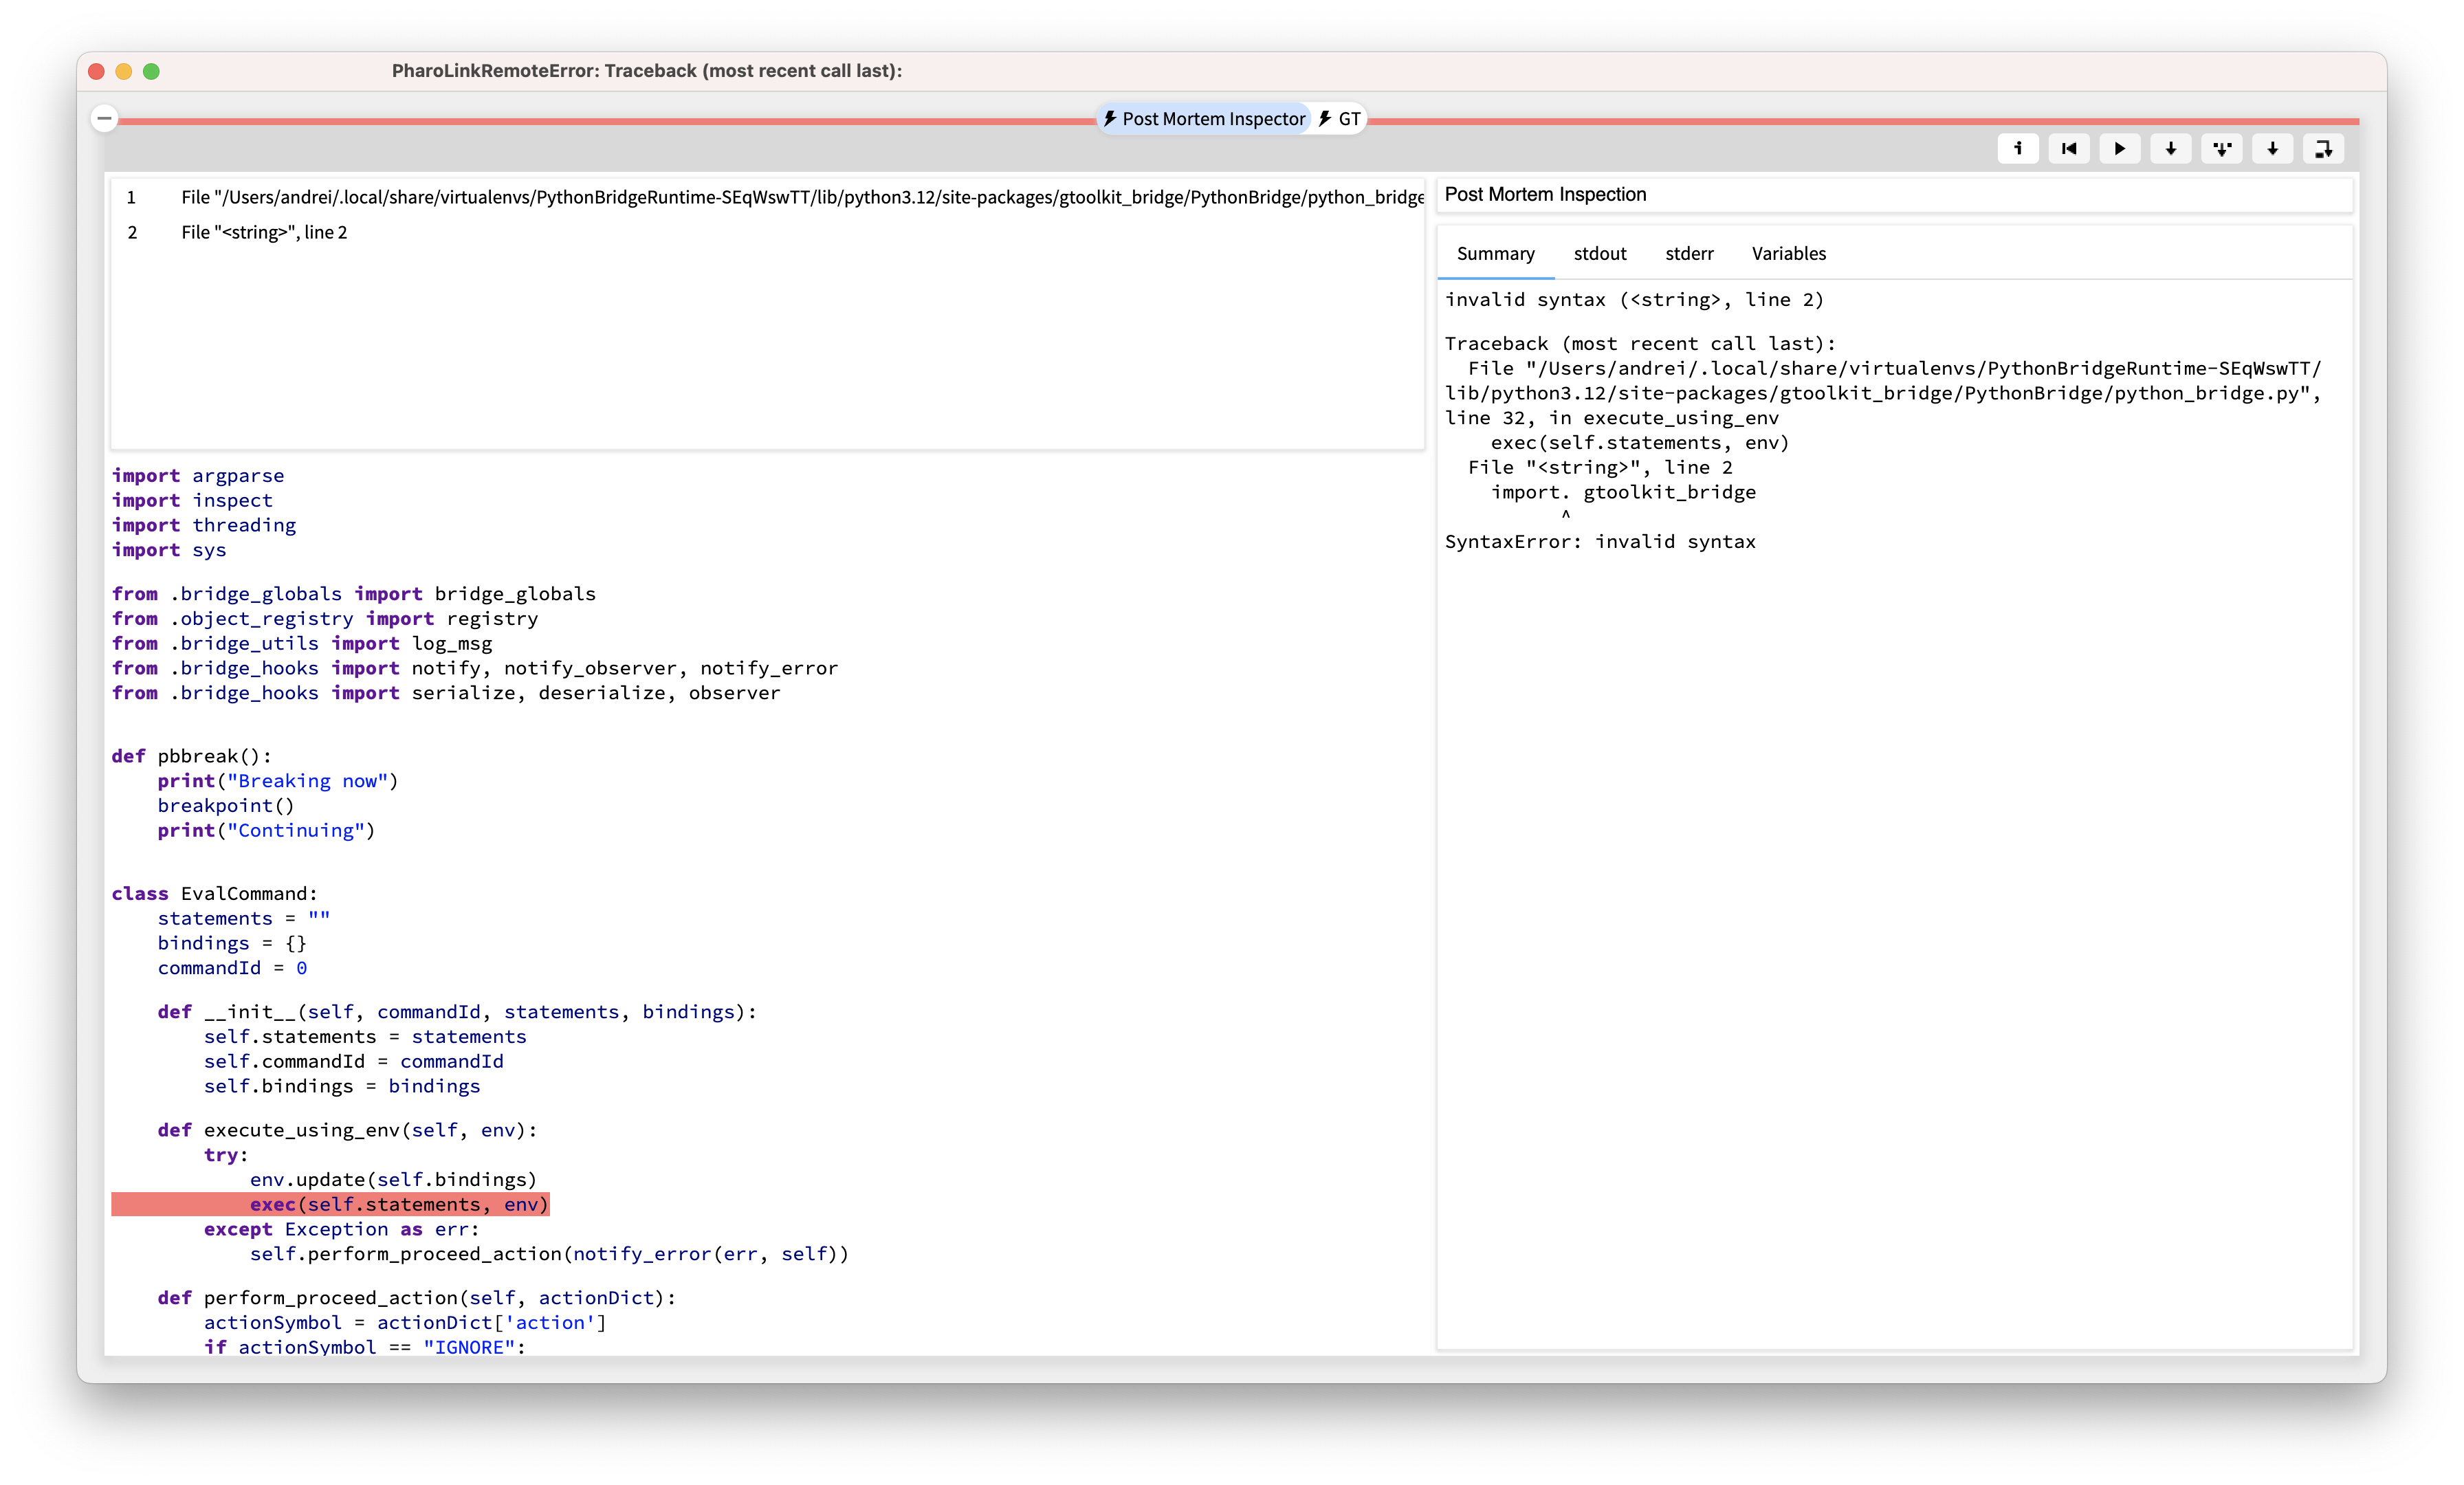 PharoLinkRemoteError: Traceback (most recent call last):
Post Mortem Inspector GT
1 File "/Users/andrei/.local/share/virtualenvs/PythonBridgeRuntime-SEqWswTT/lib/python3.12/site-packages/gtoolkit_bridge/PythonBridge/python_bridge
2 File "<string>", line 2
import argparse
import inspect
import threading
import sys
from .bridge_globals import bridge_globals
from .object_registry import registry
from .bridge_utils import log_msg
from .bridge_hooks import notify, notify_observer, notify_error
from .bridge_hooks import serialize, deserialize, observer
def pbbreak():
    print("Breaking now")
    breakpoint()
    print("Continuing")
class EvalCommand:
    statements = ""
    bindings = {}
    commandId = 0
    def __init__(self, commandId, statements, bindings):
        self.statements = statements
        self.commandId = commandId
        self.bindings = bindings
    def execute_using_env(self, env):
        try:
            env.update(self.bindings)
            exec(self.statements, env)
        except Exception as err:
            self.perform_proceed_action(notify_error(err, self))
    def perform_proceed_action(self, actionDict):
        actionSymbol = actionDict['action']
        if actionSymbol == "IGNORE":
Post Mortem Inspection
Summary stdout stderr Variables
invalid syntax (<string>, line 2)
Traceback (most recent call last):
  File "/Users/andrei/.local/share/virtualenvs/PythonBridgeRuntime-SEqWswTT/
lib/python3.12/site-packages/gtoolkit_bridge/PythonBridge/python_bridge.py",
line 32, in execute_using_env
    exec(self.statements, env)
  File "<string>", line 2
    import. gtoolkit_bridge
          ^
SyntaxError: invalid syntax